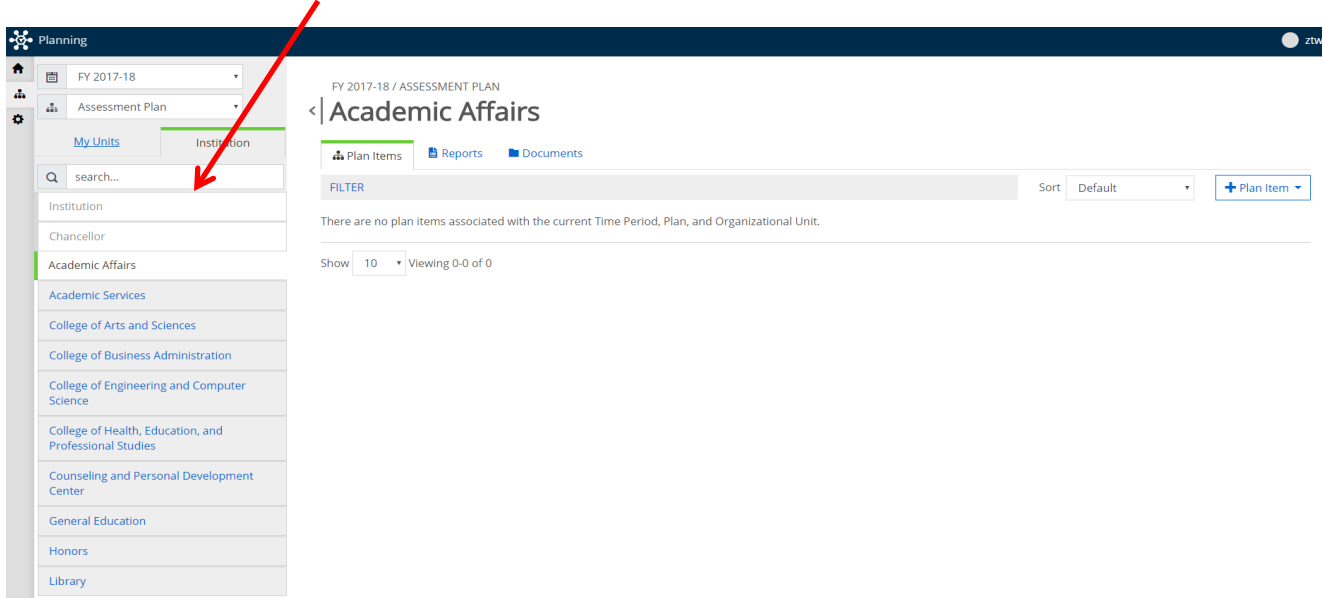 Planning
ztw
FY 2017-18
Assessment Plan
My Units
Institution
search...
Institution
Chancellor
Academic Affairs
Academic Services
College of Arts and Sciences
College of Business Administration
College of Engineering and Computer
Science
College of Health, Education, and
Professional Studies
Counseling and Personal Development
Center
General Education
Honors
Library
FY 2017-18 / ASSESSMENT PLAN
Academic Affairs
Plan Items
Reports
Documents
FILTER
Sort
Default
Plan Item
There are no plan items associated with the current Time Period, Plan, and Organizational Unit.
Show 10 Viewing 0-0 of 0